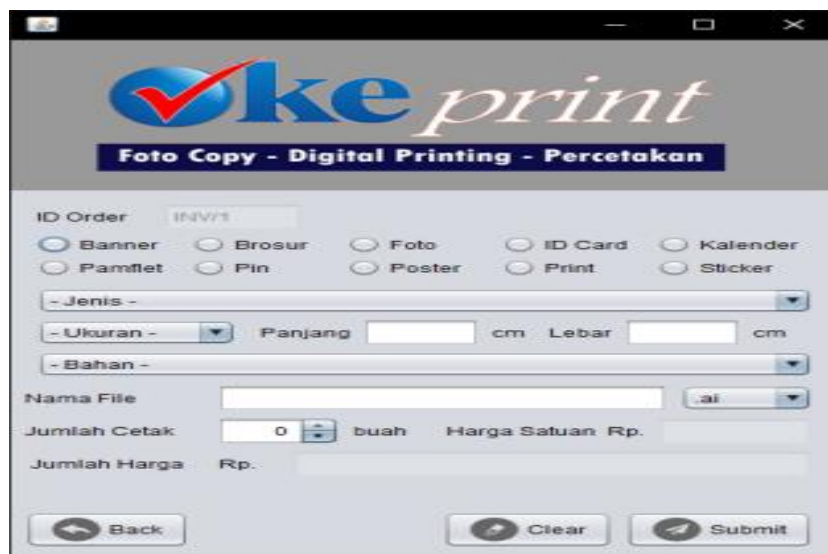 Oke print
Foto Copy - Digital Printing - Percetakan
ID Order INV/1
Banner Brosur Foto ID Card Kalender
Pamflet Pin Poster Print Sticker
- Jenis -
- Ukuran - Panjang cm Lebar cm
- Bahan -
Nama File .ai
Jumlah Cetak 0 buah Harga Satuan Rp.
Jumlah Harga Rp.
Back Clear Submit